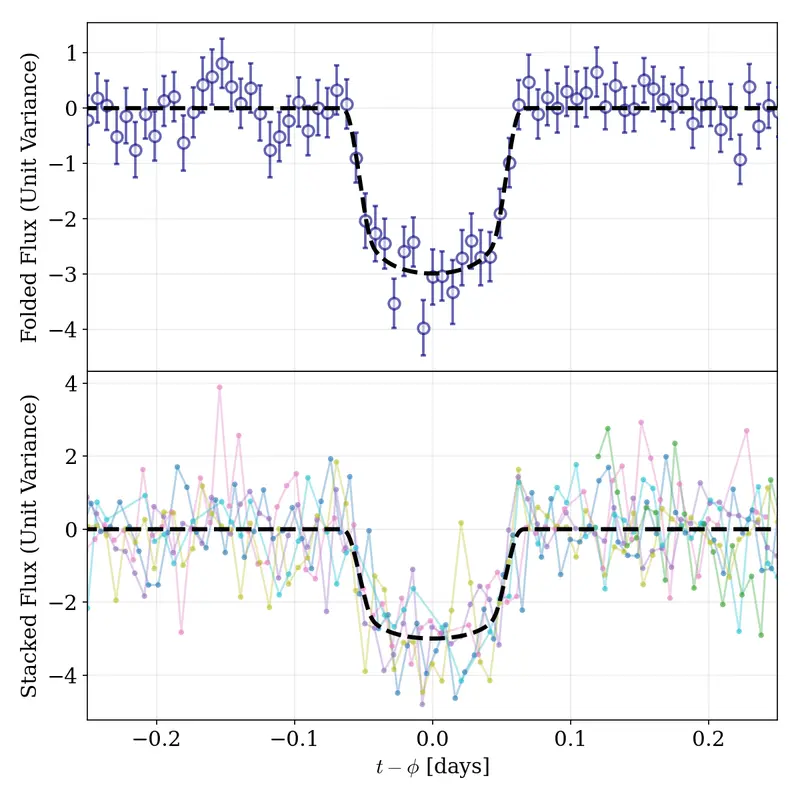 Folded Flux (Unit Variance)
1
0
−1
−2
−3
−4
Stacked Flux (Unit Variance)
4
2
0
−2
−4
−0.2 −0.1 0.0 0.1 0.2
t − ϕ [days]